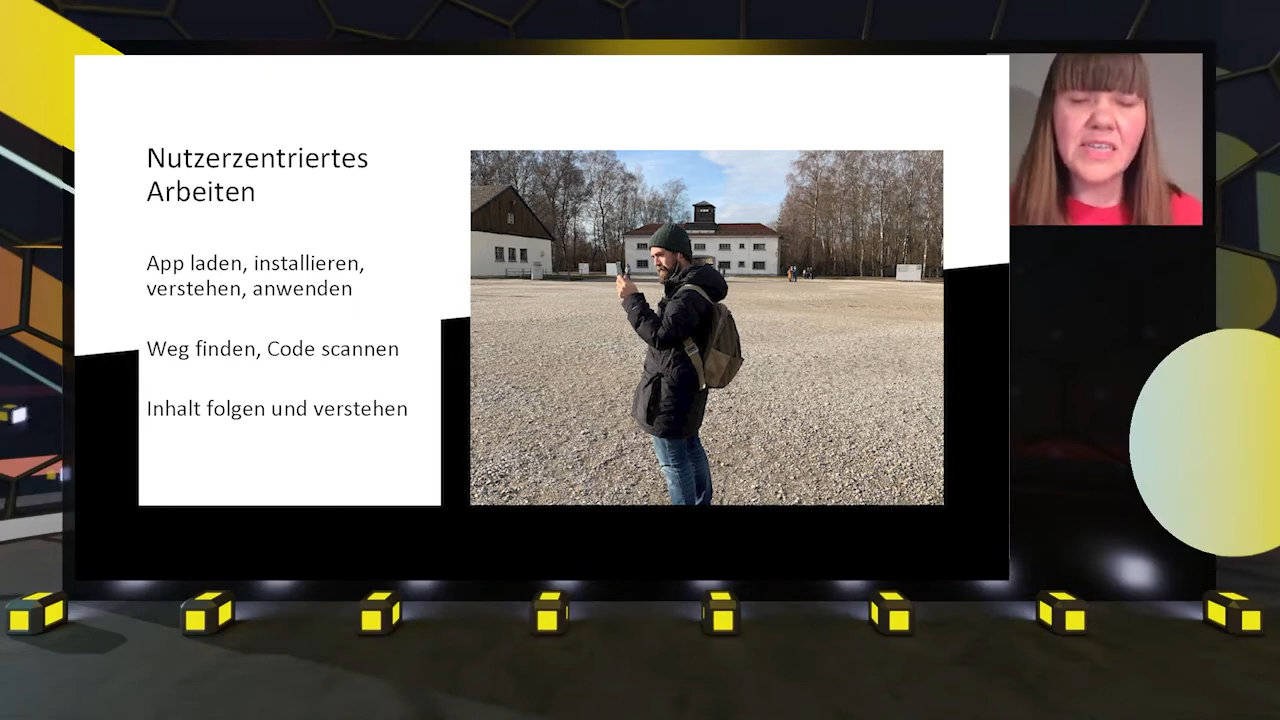 Nutzerzentriertes
Arbeiten
App laden, installieren,
verstehen, anwenden
Weg finden, Code scannen
Inhalt folgen und verstehen